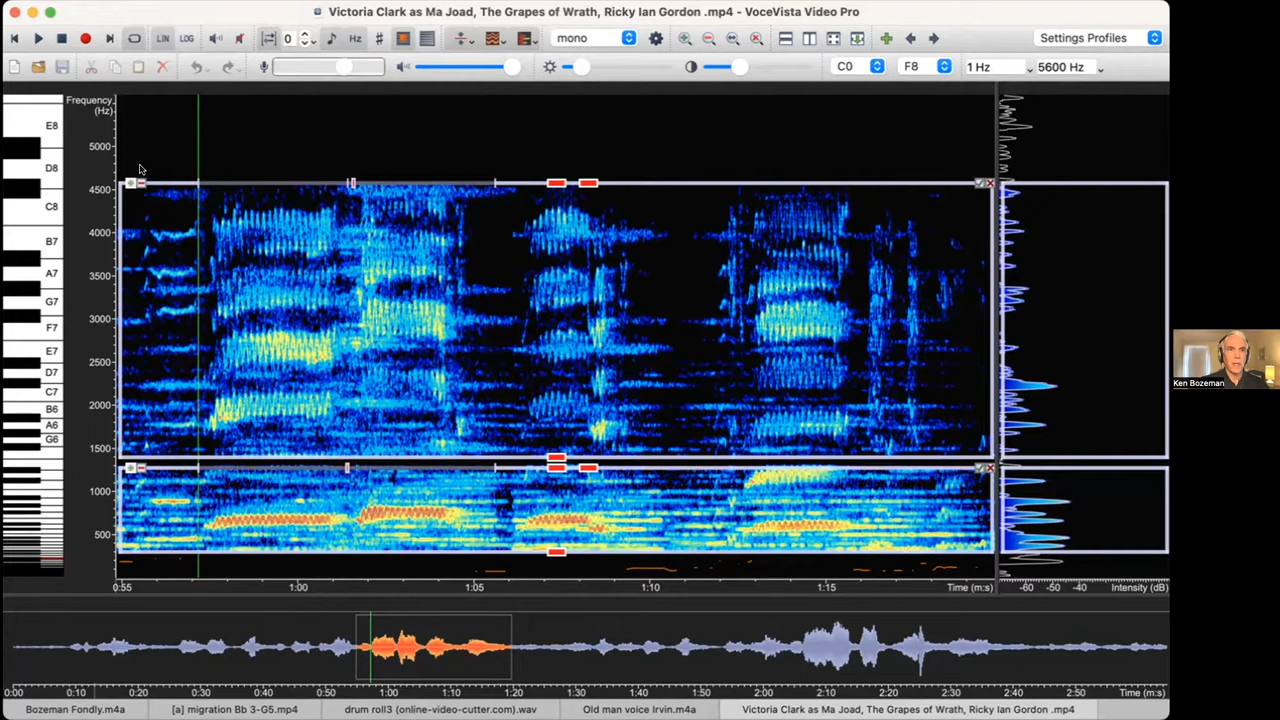 Victoria Clark as Ma Joad, The Grapes of Wrath, Ricky Ian Gordon .mp4 - VoceVista Video Pro
LIN LOG 0 Hz # mono Settings Profiles
C0 F8 1 Hz 5600 Hz
Frequency
(Hz)
E8
5000
D8
4500
C8
4000
B7
A7
3500
G7
3000
F7
E7
2500
D7
C7
2000
B6
A6
G6
1500
1000
500
0:55 1:00 1:05 1:10 1:15 Time (m:s) -60 -50 -40 Intensity (dB)
Ken Bozeman
0:00 0:10 0:20 0:30 0:40 0:50 1:00 1:10 1:20 1:30 1:40 1:50 2:00 2:10 2:20 2:30 2:40 2:50 Time (m:s)
Bozeman Fondly.m4a [a] migration Bb 3-G5.mp4 drum roll3 (online-video-cutter.com).wav Old man voice Irvin.m4a Victoria Clark as Ma Joad, The Grapes of Wrath, Ricky Ian Gordon .mp4